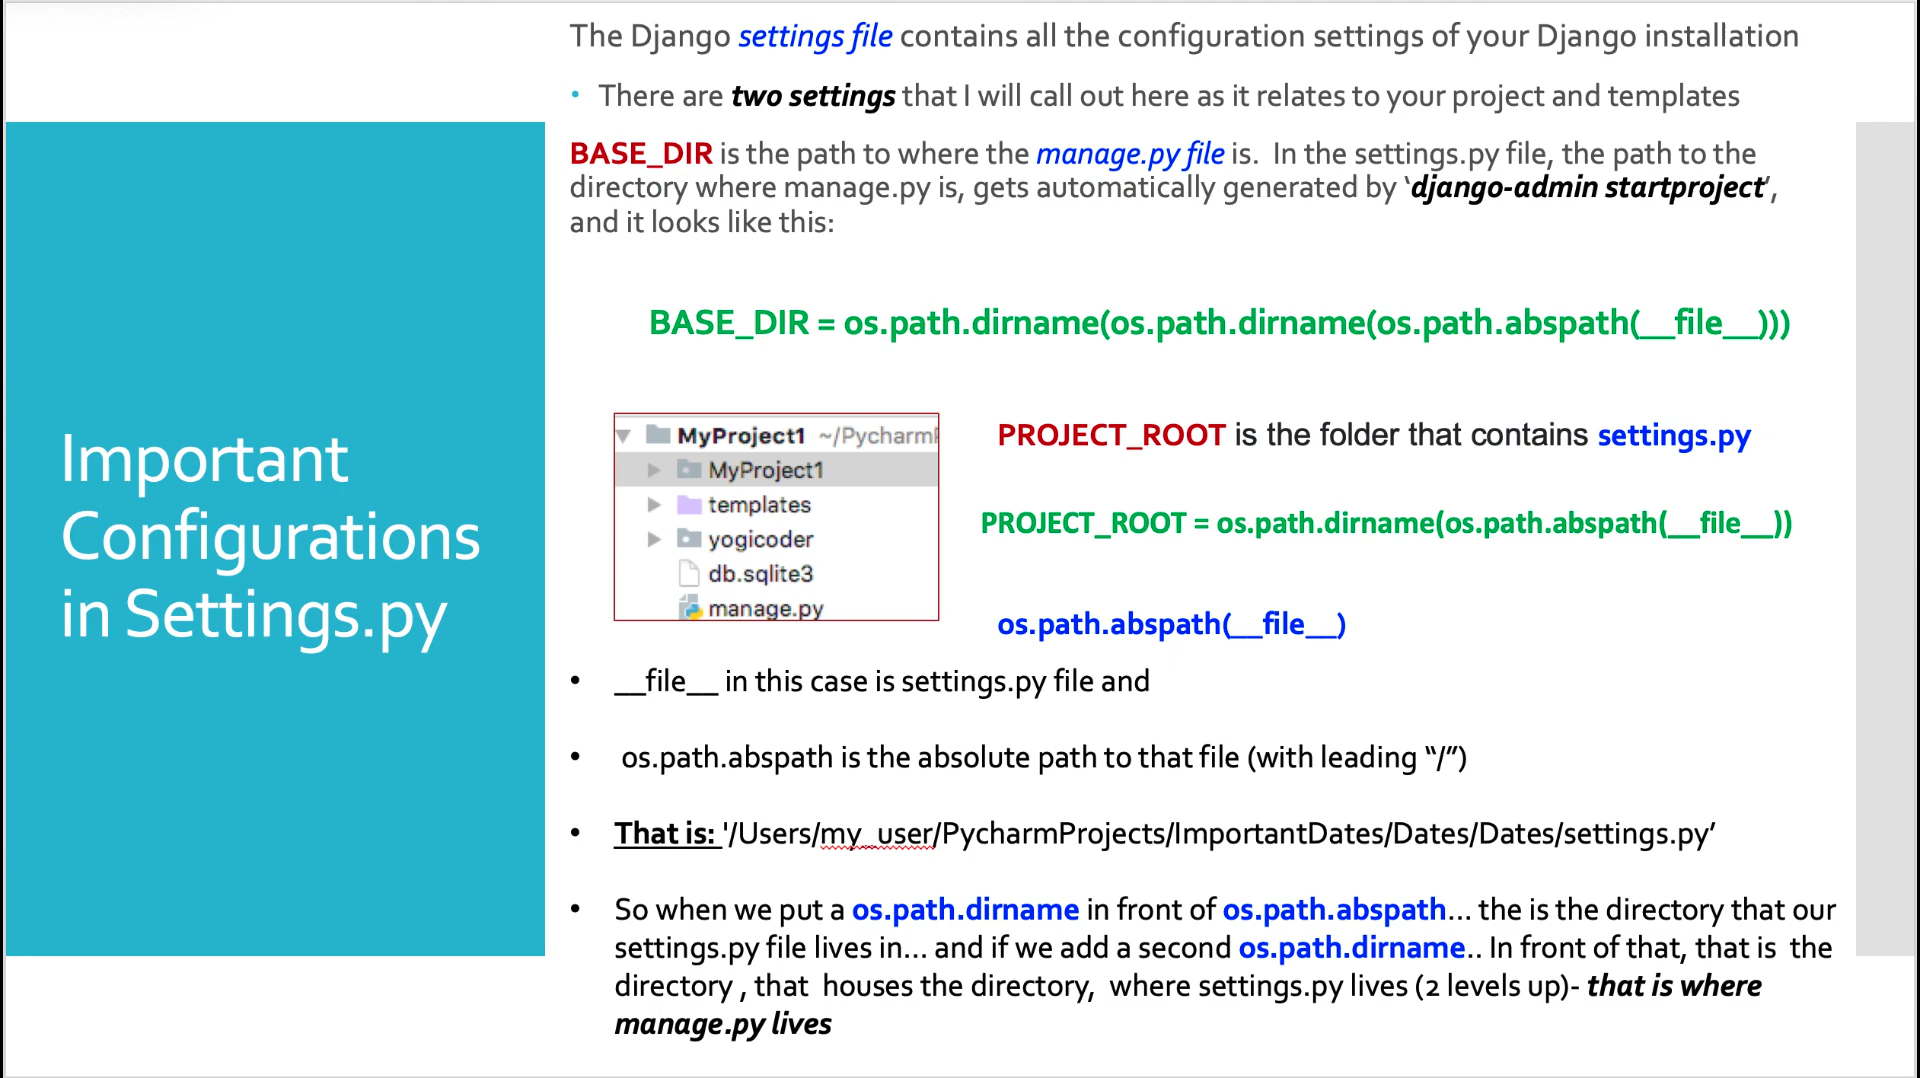 Important
Configurations
in Settings.py
The Django settings file contains all the configuration settings of your Django installation
• There are two settings that I will call out here as it relates to your project and templates
BASE_DIR is the path to where the manage.py file is.  In the settings.py file, the path to the
directory where manage.py is, gets automatically generated by ‘django-admin startproject’,
and it looks like this:
BASE_DIR = os.path.dirname(os.path.dirname(os.path.abspath(__file__)))
MyProject1 ~/PycharmP
MyProject1
templates
yogicoder
db.sqlite3
manage.py
PROJECT_ROOT is the folder that contains settings.py
PROJECT_ROOT = os.path.dirname(os.path.abspath(__file__))
os.path.abspath(__file__)
• __file__ in this case is settings.py file and
• os.path.abspath is the absolute path to that file (with leading “/”)
• That is: '/Users/my_user/PycharmProjects/ImportantDates/Dates/Dates/settings.py’
• So when we put a os.path.dirname in front of os.path.abspath... the is the directory that our
settings.py file lives in... and if we add a second os.path.dirname.. In front of that, that is  the
directory , that  houses the directory,  where settings.py lives (2 levels up)- that is where
manage.py lives